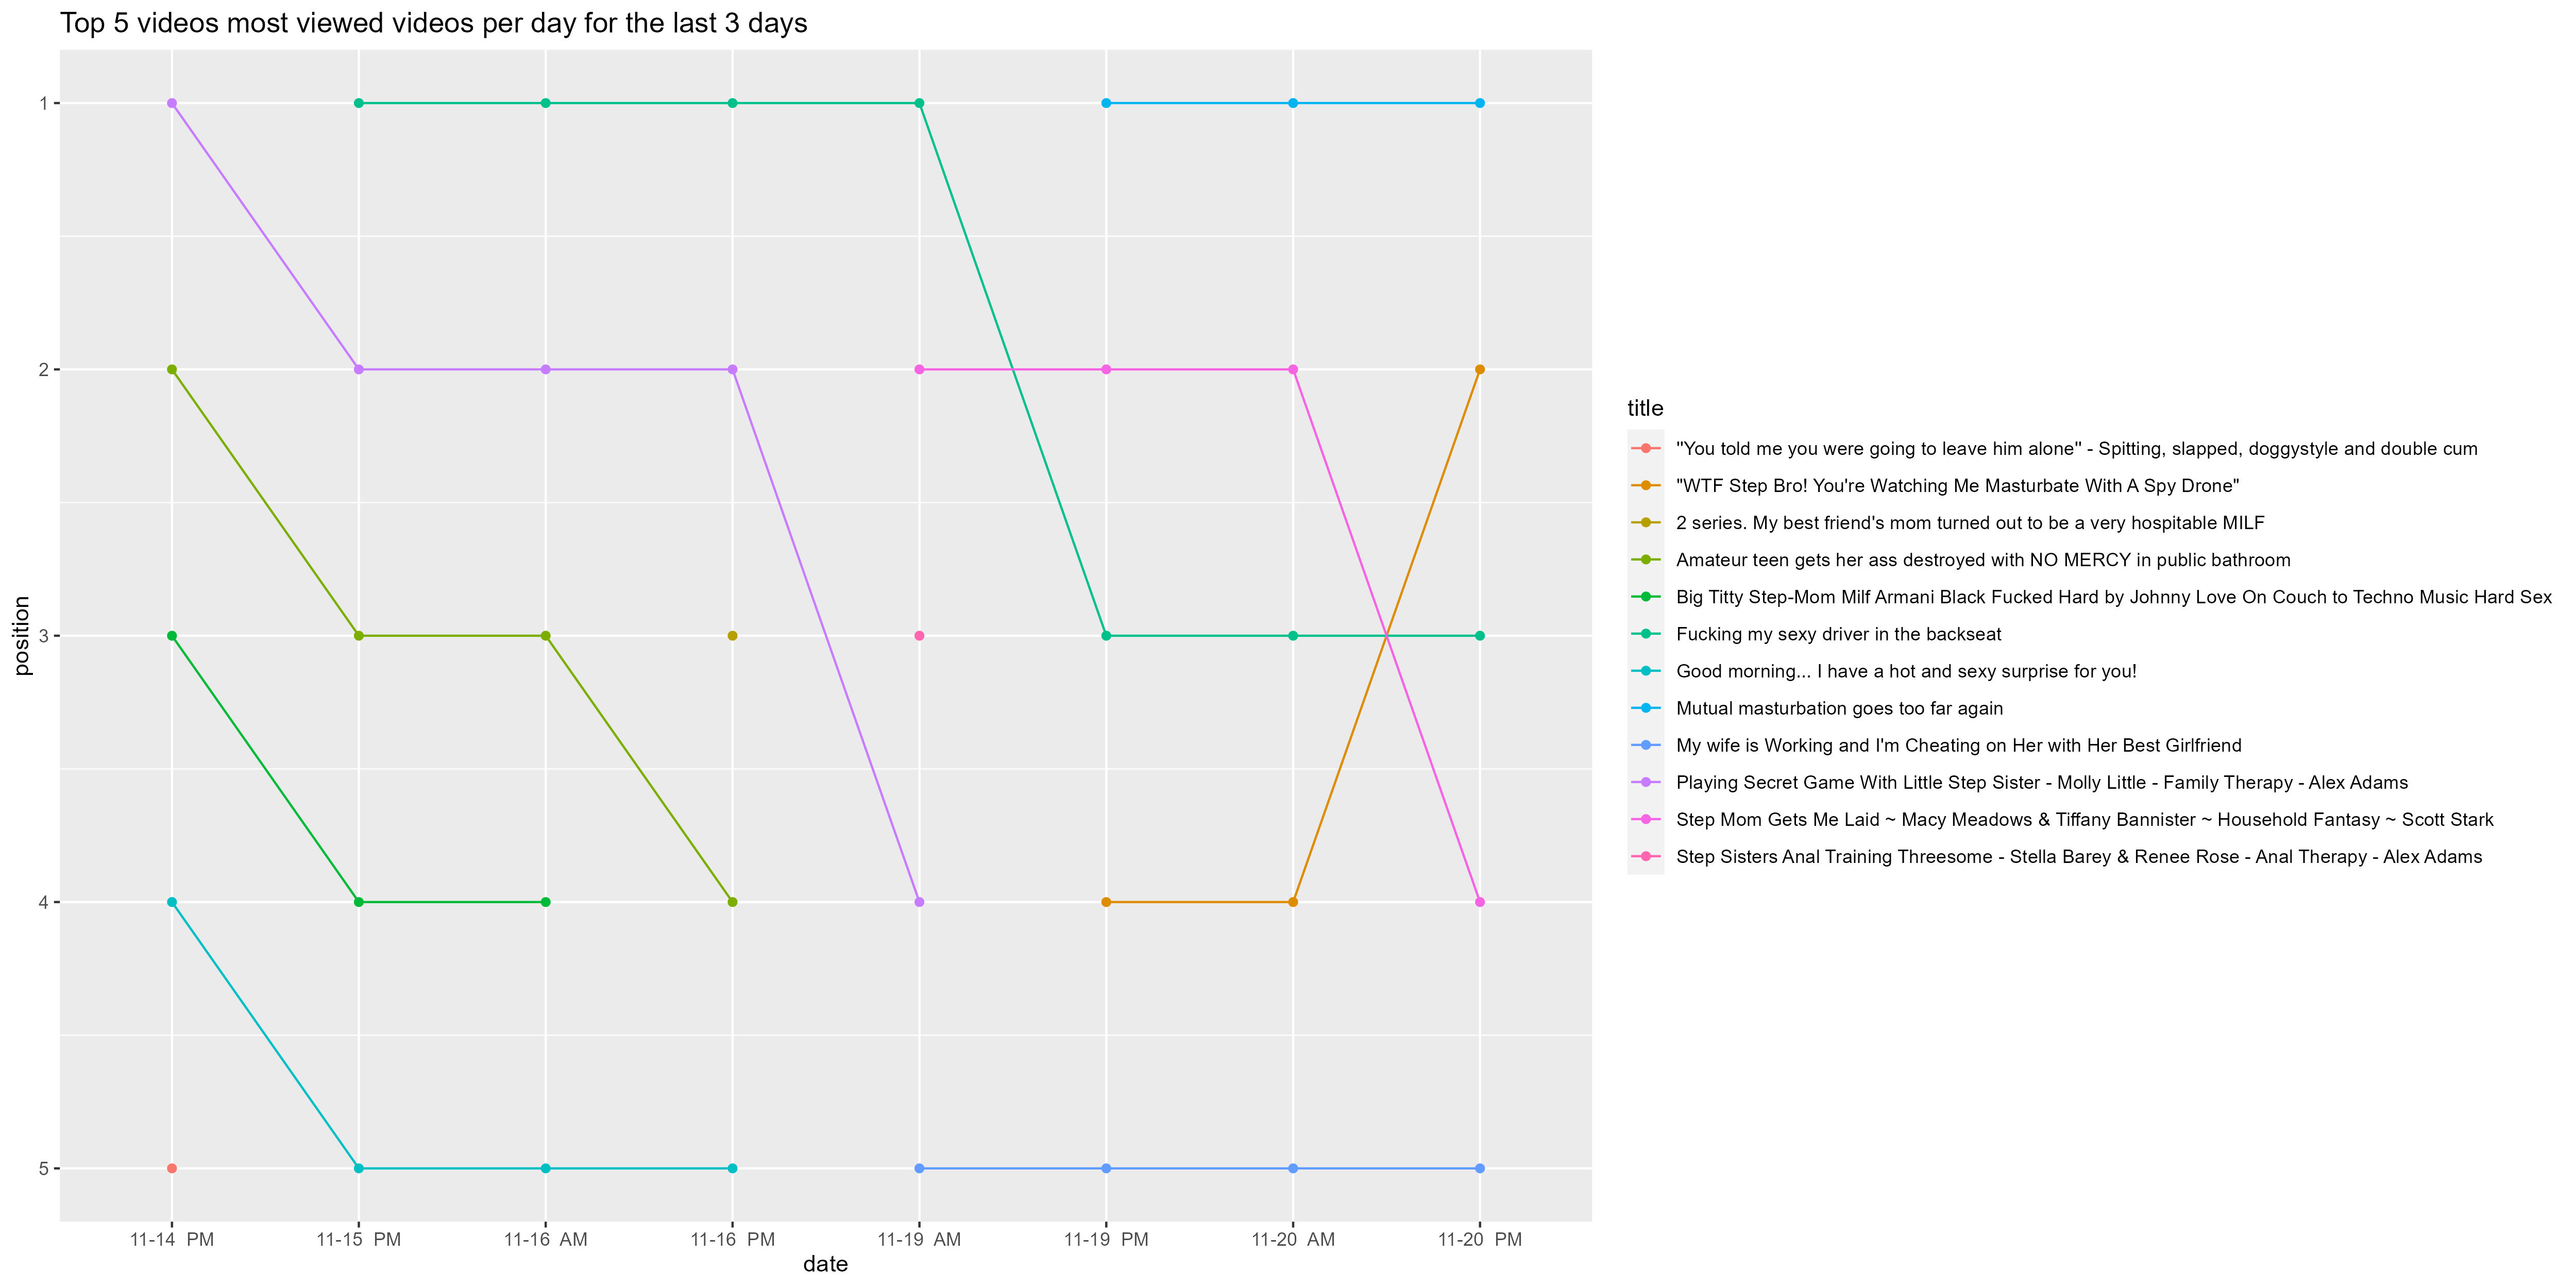 Top 5 videos most viewed videos per day for the last 3 days
position
1
2
3
4
5
11-14 PM
11-15 PM
11-16 AM
11-16 PM
11-19 AM
11-19 PM
11-20 AM
11-20 PM
date
title
"You told me you were going to leave him alone" - Spitting, slapped, doggystyle and double cum
"WTF Step Bro! You're Watching Me Masturbate With A Spy Drone"
2 series. My best friend's mom turned out to be a very hospitable MILF
Amateur teen gets her ass destroyed with NO MERCY in public bathroom
Big Titty Step-Mom Milf Armani Black Fucked Hard by Johnny Love On Couch to Techno Music Hard Sex
Fucking my sexy driver in the backseat
Good morning... I have a hot and sexy surprise for you!
Mutual masturbation goes too far again
My wife is Working and I'm Cheating on Her with Her Best Girlfriend
Playing Secret Game With Little Step Sister - Molly Little - Family Therapy - Alex Adams
Step Mom Gets Me Laid ~ Macy Meadows & Tiffany Bannister ~ Household Fantasy ~ Scott Stark
Step Sisters Anal Training Threesome - Stella Barey & Renee Rose - Anal Therapy - Alex Adams